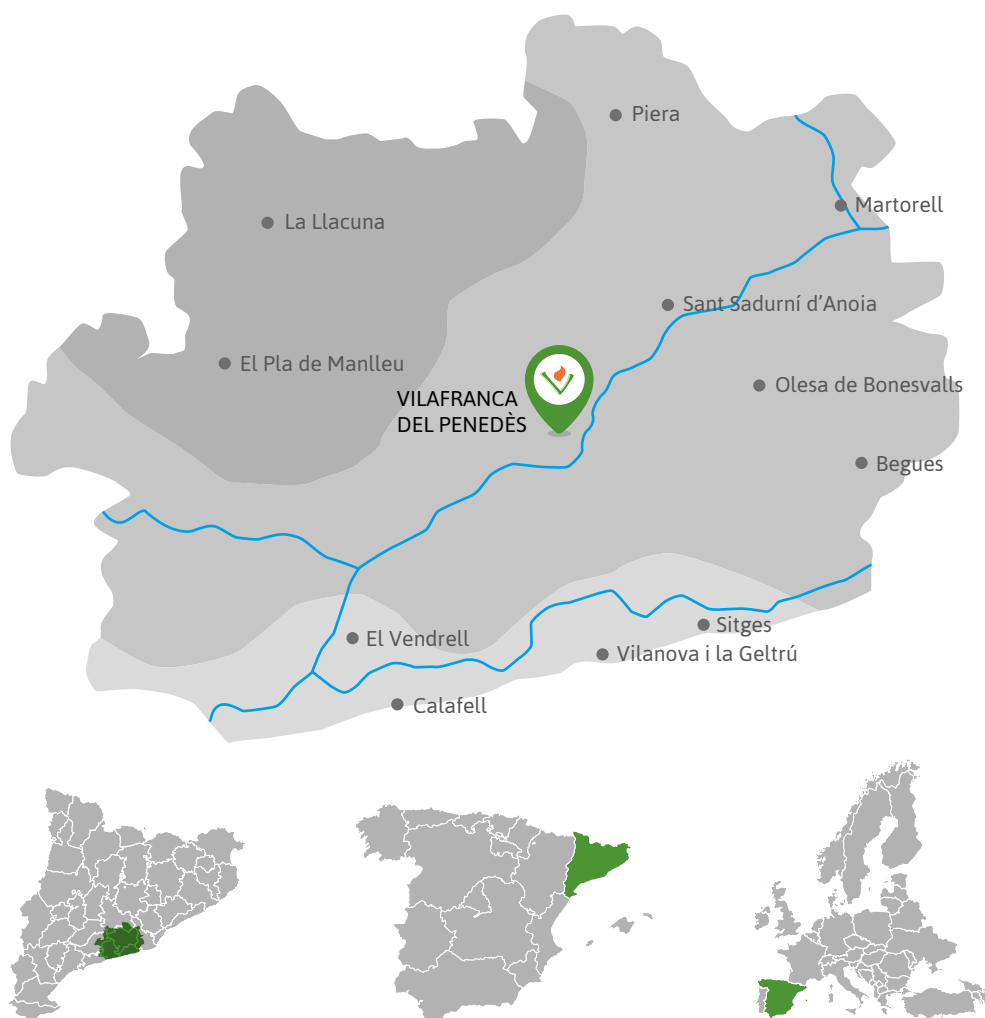 Piera
Martorell
La Llacuna
Sant Sadurní d’Anoia
El Pla de Manlleu
VILAFRANCA
DEL PENEDÈS
Olesa de Bonesvalls
Begues
El Vendrell
Sitges
Vilanova i la Geltrú
Calafell